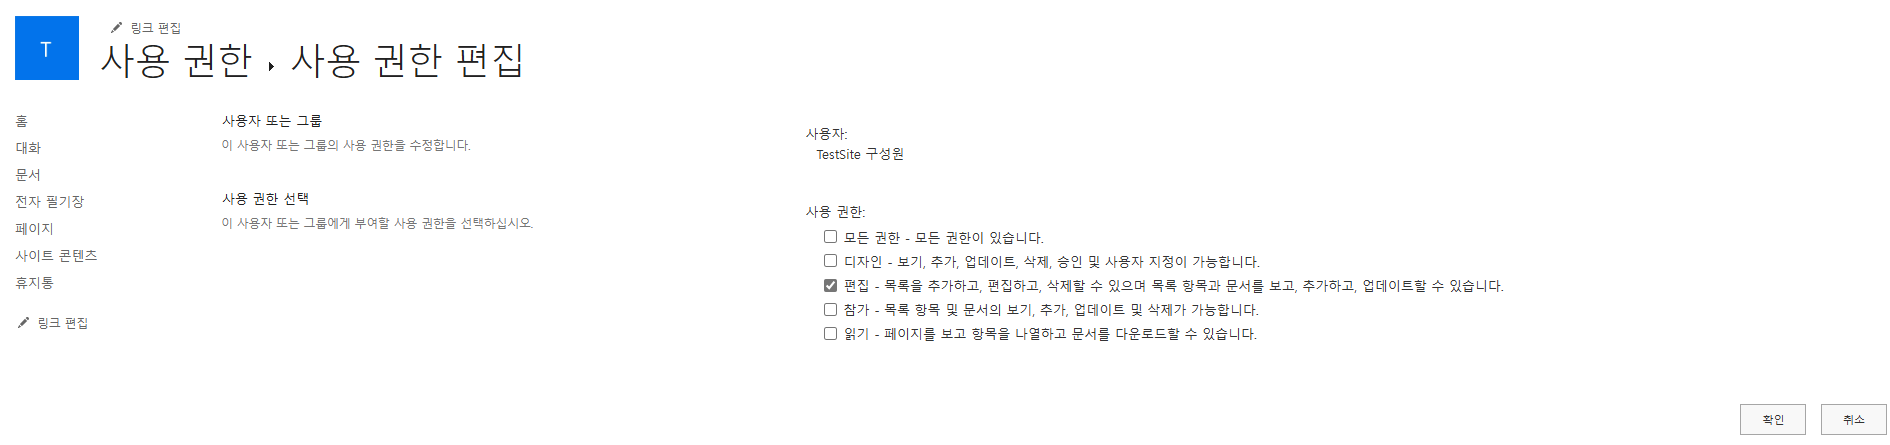 T
링크 편집
사용 권한 ▸ 사용 권한 편집
홈
대화
문서
전자 필기장
페이지
사이트 콘텐츠
휴지통
링크 편집
사용자 또는 그룹
이 사용자 또는 그룹의 사용 권한을 수정합니다.
사용자:
TestSite 구성원
사용 권한 선택
이 사용자 또는 그룹에게 부여할 사용 권한을 선택하십시오.
사용 권한:
모든 권한 - 모든 권한이 있습니다.
디자인 - 보기, 추가, 업데이트, 삭제, 승인 및 사용자 지정이 가능합니다.
편집 - 목록을 추가하고, 편집하고, 삭제할 수 있으며 목록 항목과 문서를 보고, 추가하고, 업데이트할 수 있습니다.
참가 - 목록 항목 및 문서의 보기, 추가, 업데이트 및 삭제가 가능합니다.
읽기 - 페이지를 보고 항목을 나열하고 문서를 다운로드할 수 있습니다.
확인
취소